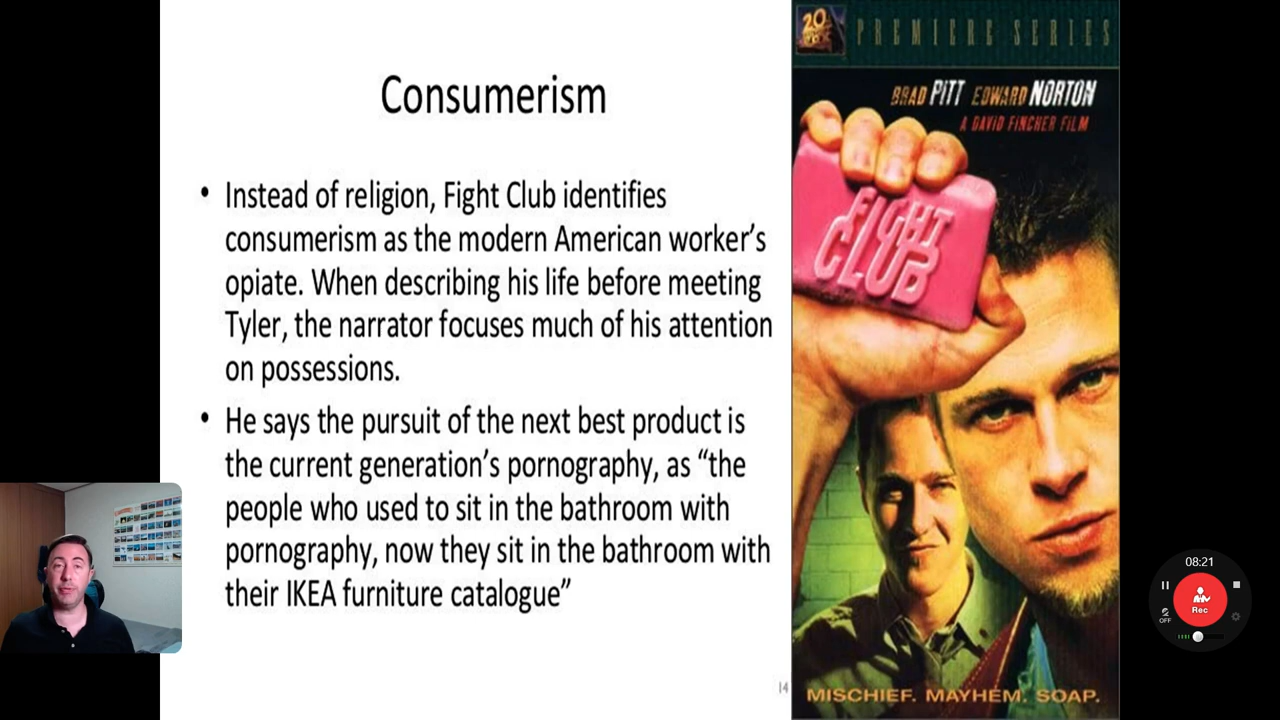 Consumerism
• Instead of religion, Fight Club identifies
consumerism as the modern American worker’s
opiate. When describing his life before meeting
Tyler, the narrator focuses much of his attention
on possessions.
• He says the pursuit of the next best product is
the current generation’s pornography, as “the
people who used to sit in the bathroom with
pornography, now they sit in the bathroom with
their IKEA furniture catalogue”
14
20
PREMIERE SERIES
BRAD PITT EDWARD NORTON
A DAVID FINCHER FILM
FIGHT
CLUB
MISCHIEF. MAYHEM. SOAP.
08:21
Rec
OFF